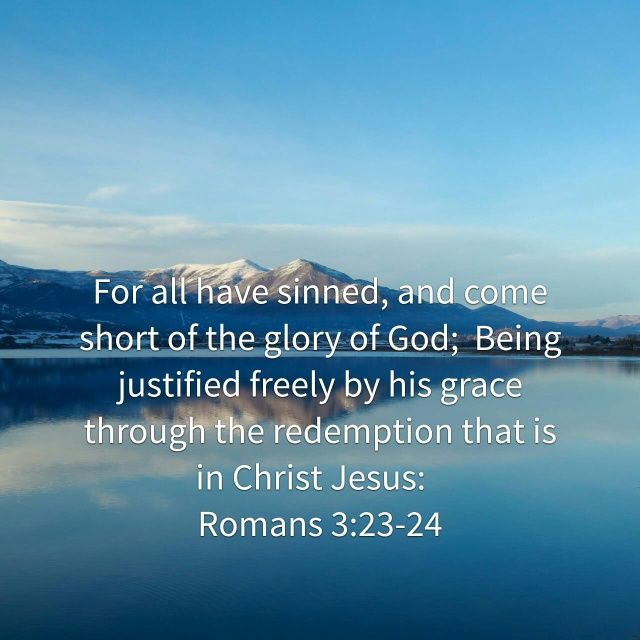 For all have sinned, and come
short of the glory of God;  Being
justified freely by his grace
through the redemption that is
in Christ Jesus:
Romans 3:23-24